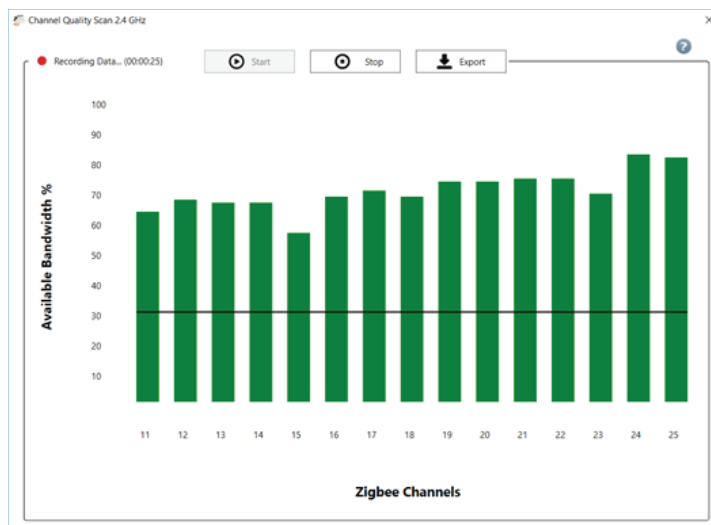 Channel Quality Scan 2.4 GHz
Recording Data... (00:00:25) Start Stop Export
?
100
90
80
70
60
50
40
30
20
10
Available Bandwidth %
11 12 13 14 15 16 17 18 19 20 21 22 23 24 25
Zigbee Channels